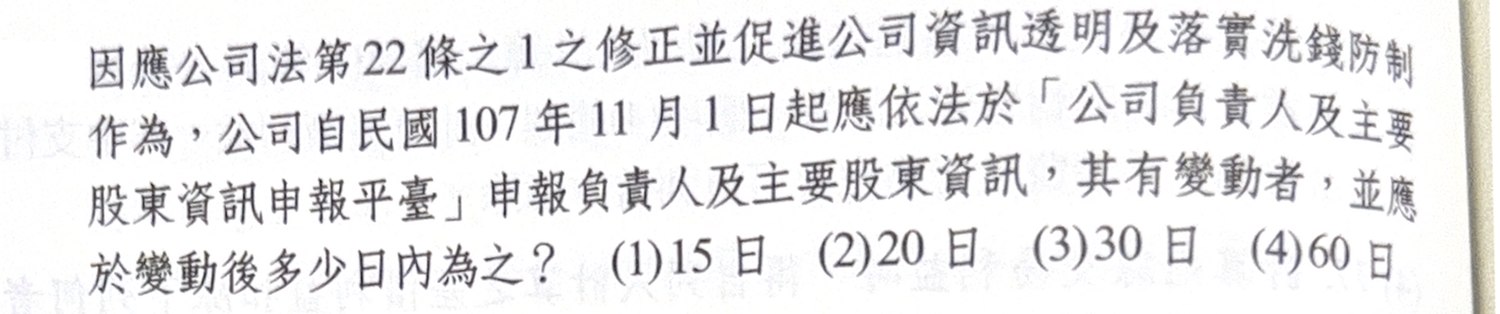 因應公司法第22條之1之修正並促進公司資訊透明及落實洗錢防制
作為，公司自民國107年11月1日起應依法於「公司負責人及主要
股東資訊申報平臺」申報負責人及主要股東資訊，其有變動者，並應
於變動後多少日內為之？　(1)15日　(2)20日　(3)30日　(4)60日